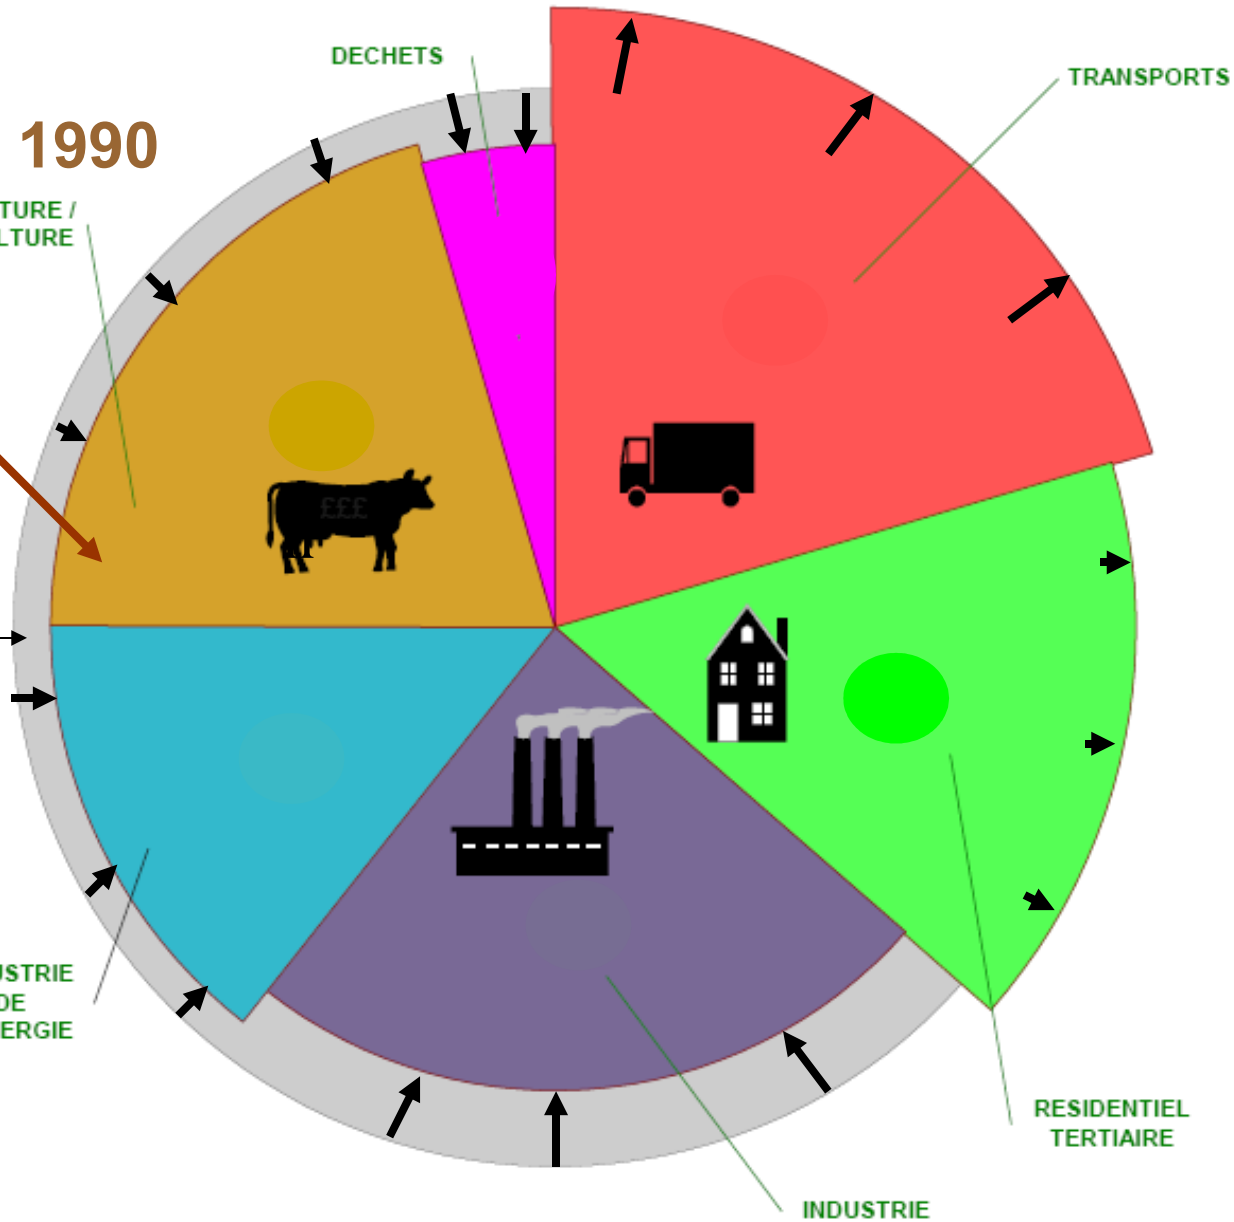 DECHETS
TRANSPORTS
1990
TURE /
LTURE
£££
USTRIE
DE
ERGIE
RESIDENTIEL
TERTIAIRE
INDUSTRIE